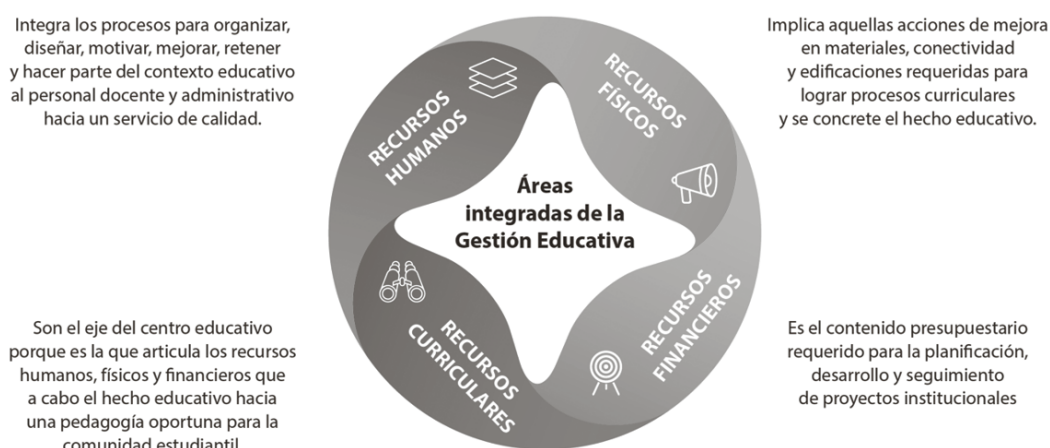 Integra los procesos para organizar,
diseñar, motivar, mejorar, retener
y hacer parte del contexto educativo
al personal docente y administrativo
hacia un servicio de calidad.
RECURSOS
HUMANOS
RECURSOS
FÍSICOS
Implica aquellas acciones de mejora
en materiales, conectividad
y edificaciones requeridas para
lograr procesos curriculares
y se concrete el hecho educativo.
Áreas
integradas de la
Gestión Educativa
Son el eje del centro educativo
porque es la que articula los recursos
humanos, físicos y financieros que
a cabo el hecho educativo hacia
una pedagogía oportuna para la
comunidad estudiantil
RECURSOS
CURRICULARES
RECURSOS
FINANCIEROS
Es el contenido presupuestario
requerido para la planificación,
desarrollo y seguimiento
de proyectos institucionales